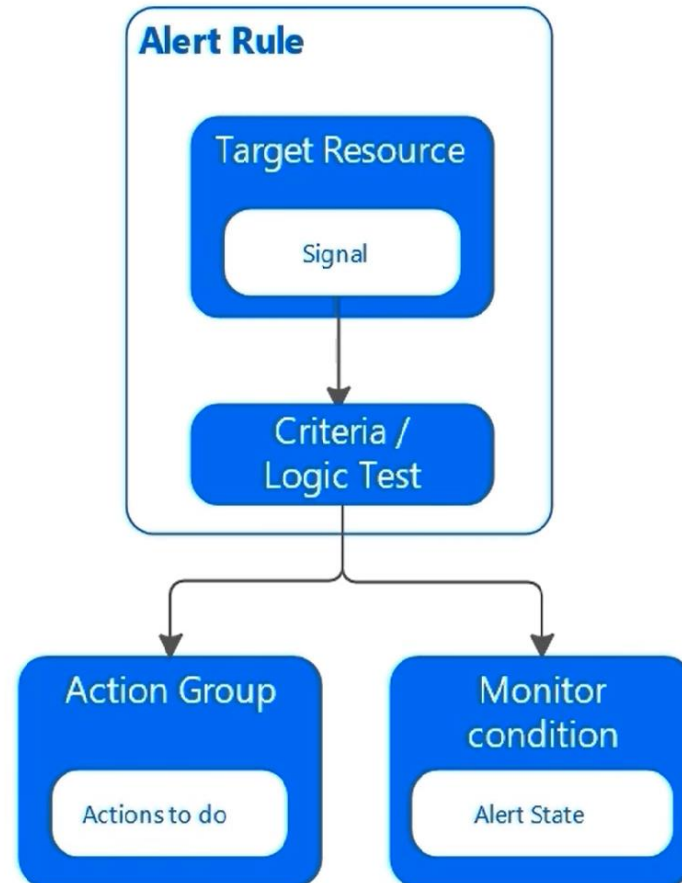 Alert Rule
Target Resource
Signal
Criteria /
Logic Test
Action Group
Actions to do
Monitor
condition
Alert State